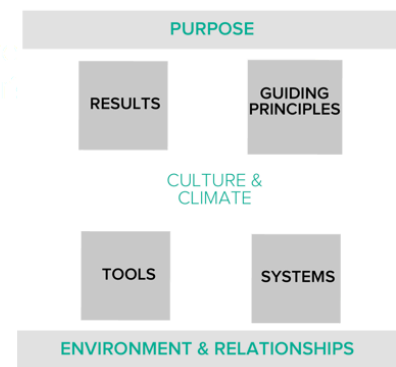 PURPOSE
RESULTS
GUIDING
PRINCIPLES
CULTURE &
CLIMATE
TOOLS
SYSTEMS
ENVIRONMENT & RELATIONSHIPS